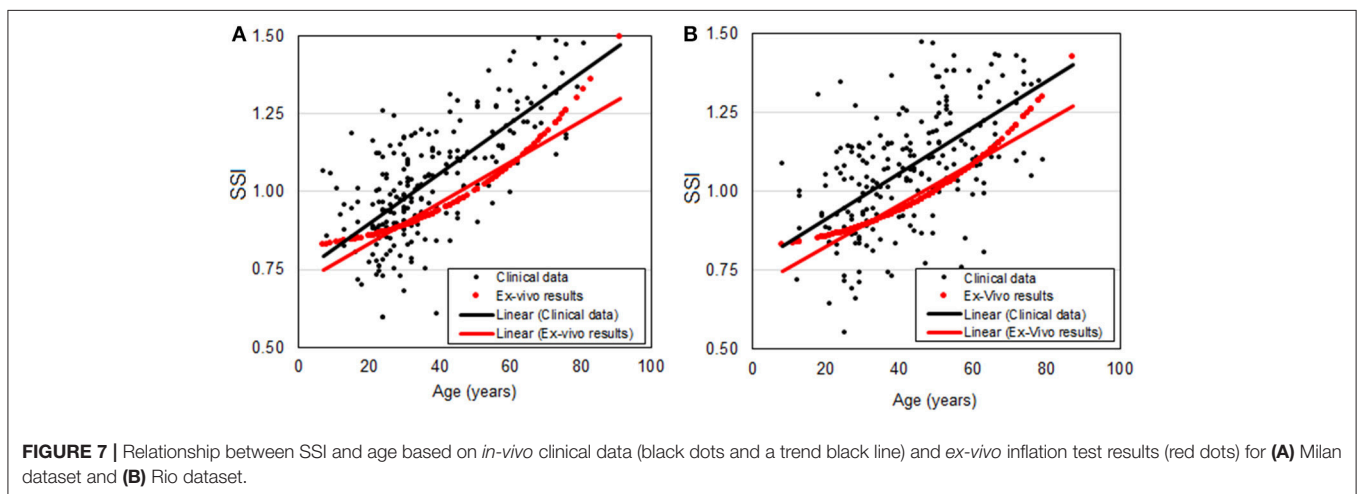 A
1.50
1.25
1.00
0.75
0.50
SSI
0
20
40
60
80
100
Age (years)
Clinical data
Ex-vivo results
Linear (Clinical data)
Linear (Ex-vivo results)
B
1.50
1.25
1.00
0.75
0.50
SSI
0
20
40
60
80
100
Age (years)
Clinical data
Ex-Vivo results
Linear (Clinical data)
Linear (Ex-Vivo results)
FIGURE 7 | Relationship between SSI and age based on in-vivo clinical data (black dots and a trend black line) and ex-vivo inflation test results (red dots) for (A) Milan
dataset and (B) Rio dataset.